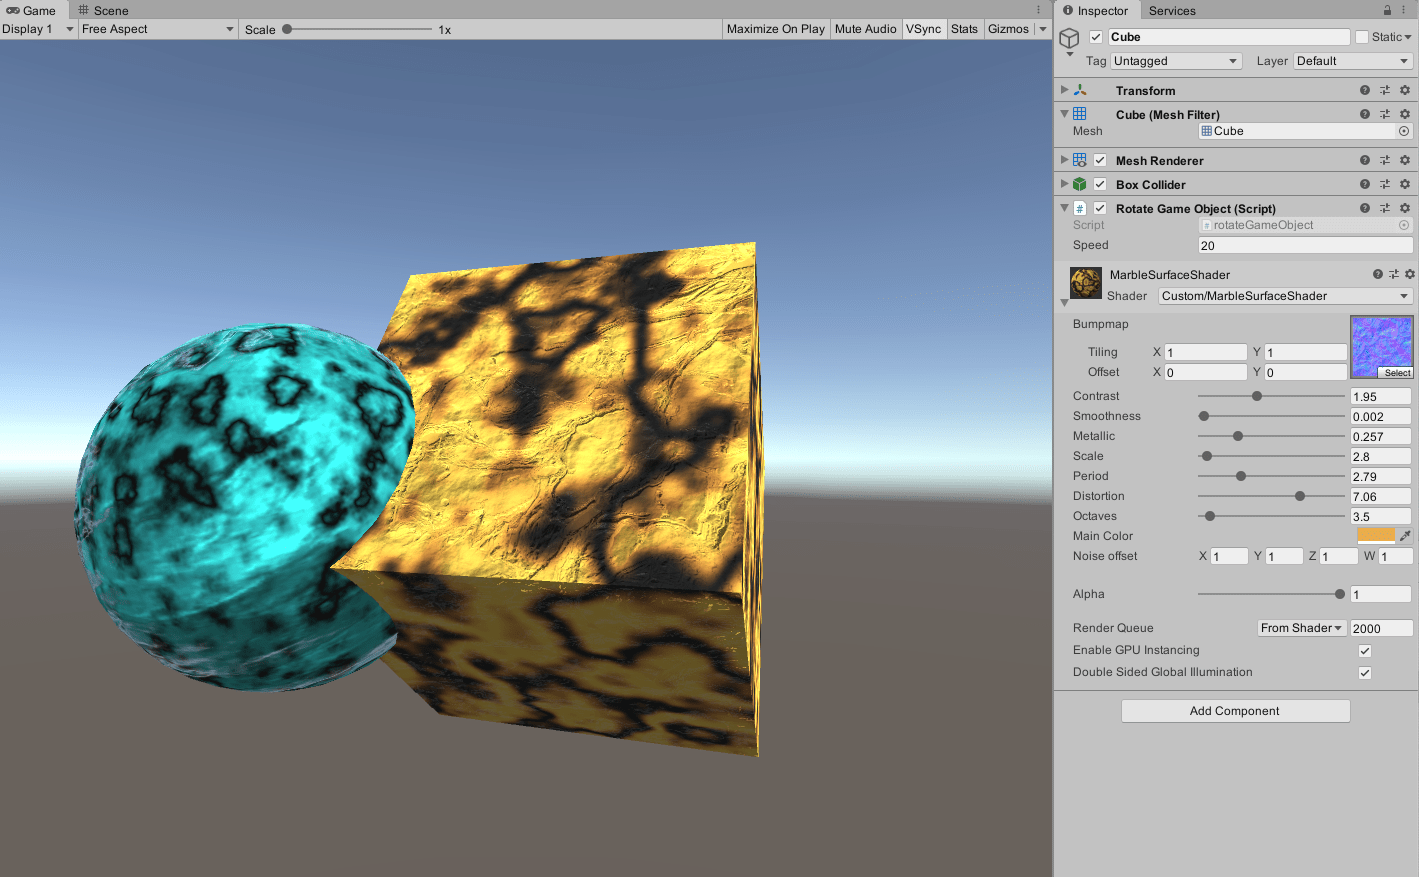 Game Scene
Display 1 Free Aspect Scale 1x Maximize On Play Mute Audio VSync Stats Gizmos
Inspector Services
Cube Static
Tag Untagged Layer Default
Transform
Cube (Mesh Filter)
Mesh Cube
Mesh Renderer
Box Collider
# Rotate Game Object (Script)
Script # rotateGameObject
Speed 20
MarbleSurfaceShader
Shader Custom/MarbleSurfaceShader
Bumpmap
Tiling X 1 Y 1
Offset X 0 Y 0
Select
Contrast 1.95
Smoothness 0.002
Metallic 0.257
Scale 2.8
Period 2.79
Distortion 7.06
Octaves 3.5
Main Color
Noise offset X 1 Y 1 Z 1 W 1
Alpha 1
Render Queue From Shader 2000
Enable GPU Instancing
Double Sided Global Illumination
Add Component